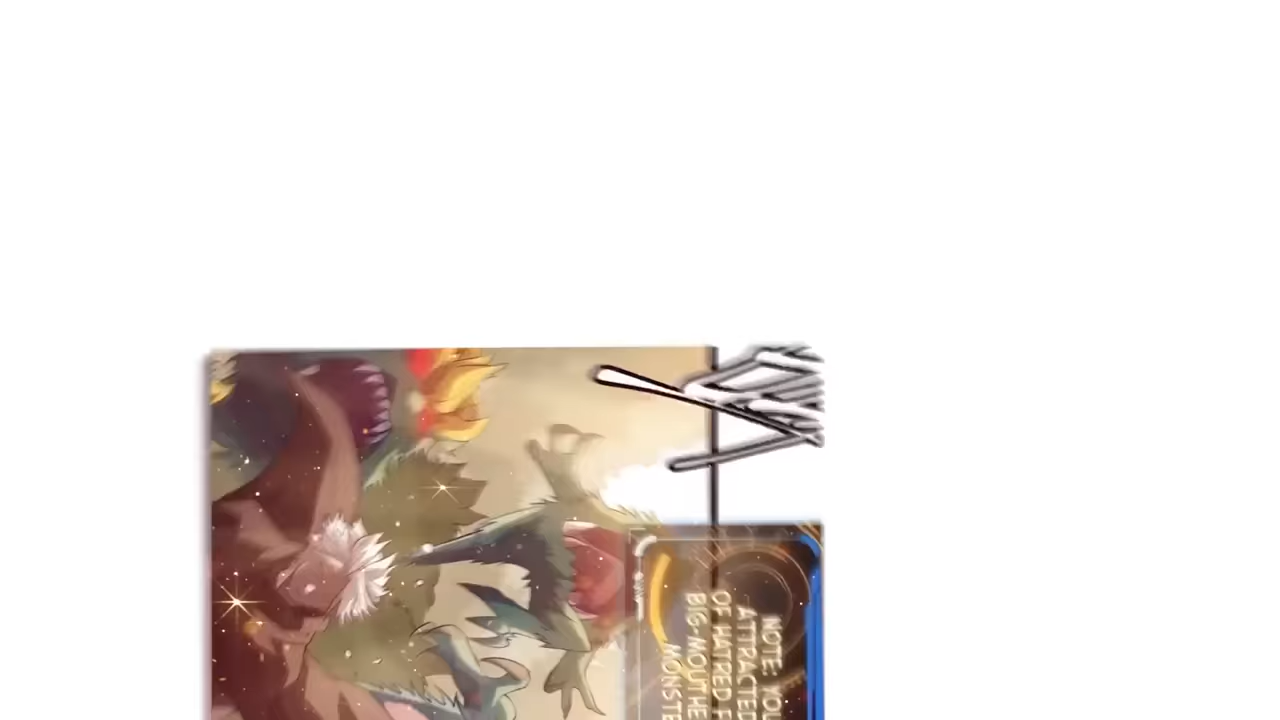 NOTE: YOU
ATTRACTED
OF HATRED F
BIG-MOUTHE
MONSTE